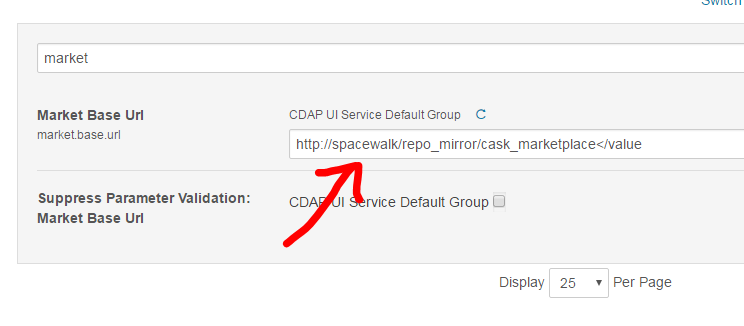 Switch
market
Market Base Url
CDAP UI Service Default Group
market.base.url
http://spacewalk/repo_mirror/cask_marketplace</value
Suppress Parameter Validation:
Market Base Url
CDAP UI Service Default Group
Display 25 Per Page